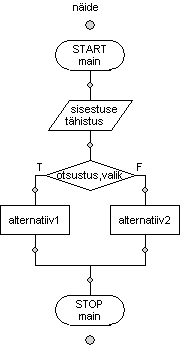 näide
START
main
sisestuse
tähistus
T
F
otsustus,valik
alternatiiv1
alternatiiv2
STOP
main